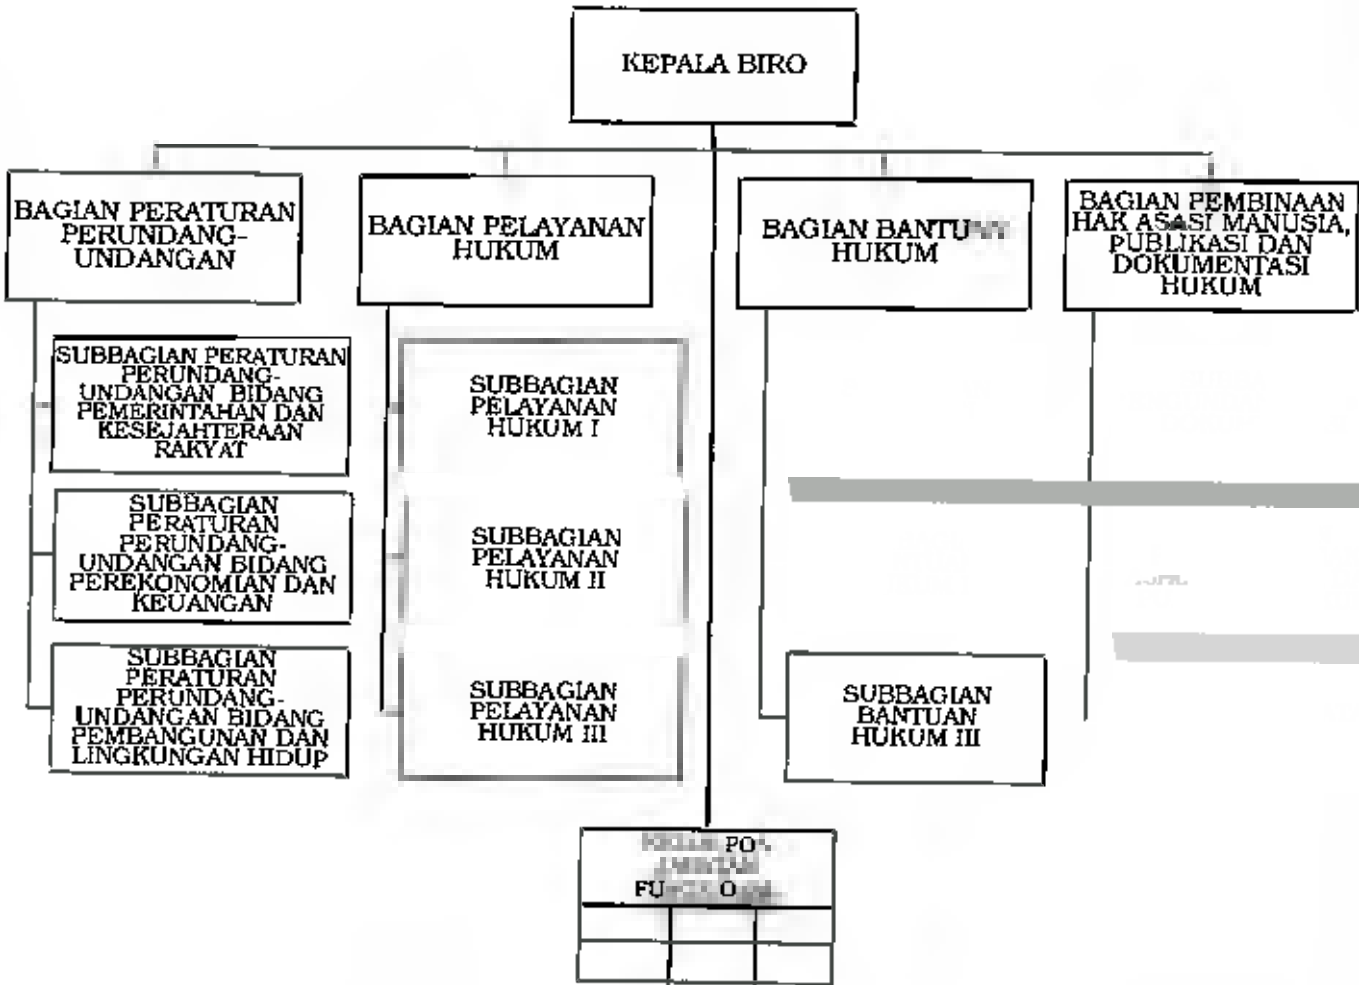 KEPALA BIRO
BAGIAN PERATURAN
PERUNDANG-
UNDANGAN
BAGIAN PELAYANAN
HUKUM
BAGIAN BANTUAN
HUKUM
BAGIAN PEMBINAAN
HAK ASASI MANUSIA,
PUBLIKASI DAN
DOKUMENTASI
HUKUM
SUBBAGIAN PERATURAN
PERUNDANG-
UNDANGAN BIDANG
PEMERINTAHAN DAN
KESEJAHTERAAN
RAKYAT
SUBBAGIAN
PELAYANAN
HUKUM I
SUBBAGIAN
PERATURAN
PERUNDANG-
UNDANGAN BIDANG
PEREKONOMIAN DAN
KEUANGAN
SUBBAGIAN
PELAYANAN
HUKUM II
SUBBAGIAN
PERATURAN
PERUNDANG-
UNDANGAN BIDANG
PEMBANGUNAN DAN
LINGKUNGAN HIDUP
SUBBAGIAN
PELAYANAN
HUKUM III
SUBBAGIAN
BANTUAN
HUKUM III